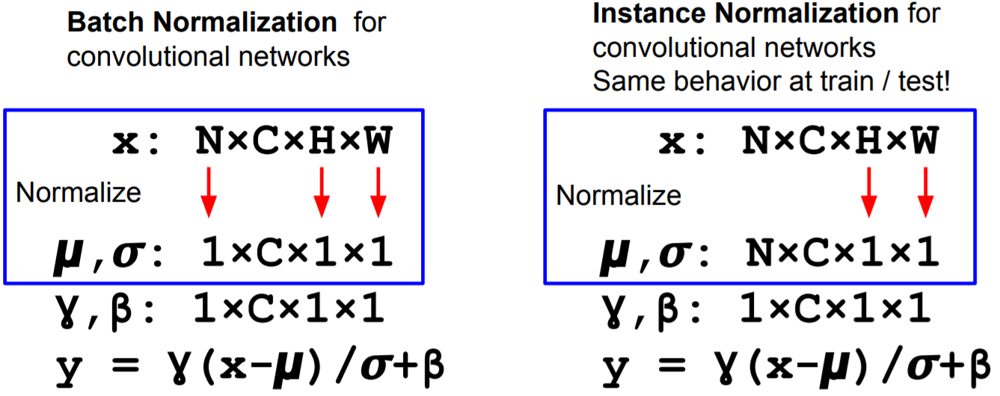 Batch Normalization for
convolutional networks
x: N×C×H×W
Normalize
μ,σ: 1×C×1×1
γ,β: 1×C×1×1
y = γ(x-μ)/σ+β
Instance Normalization for
convolutional networks
Same behavior at train / test!
x: N×C×H×W
Normalize
μ,σ: N×C×1×1
γ,β: 1×C×1×1
y = γ(x-μ)/σ+β